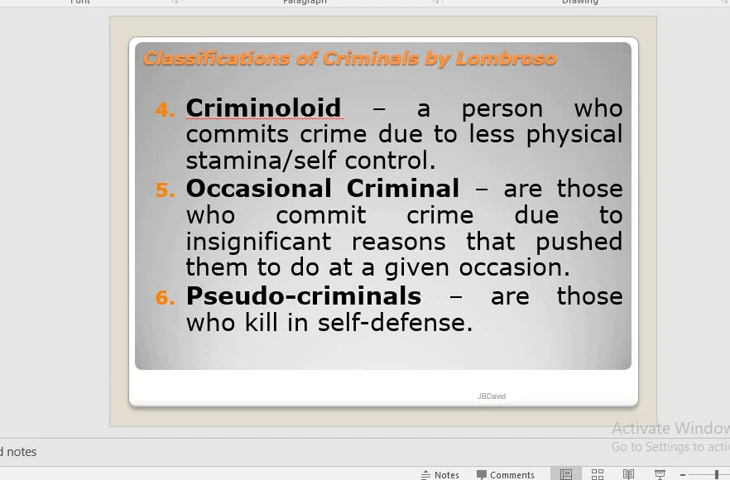 Font Paragraph Drawing
Classifications of Criminals by Lombroso
4. Criminoloid – a person who
commits crime due to less physical
stamina/self control.
5. Occasional Criminal – are those
who commit crime due to
insignificant reasons that pushed
them to do at a given occasion.
6. Pseudo-criminals – are those
who kill in self-defense.
JBDavid
Activate Window
Go to Settings to activ
d notes
Notes Comments